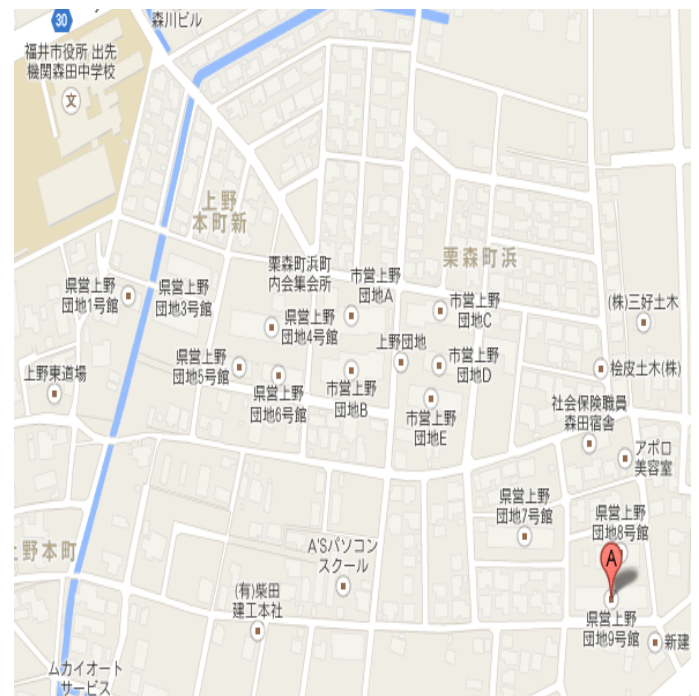 30
森川ビル
福井市役所 出先
機関森田中学校
文
上野
本町新
栗森町浜
栗森町浜町
内会集会所
市営上野
団地A
県営上野
団地1号館
県営上野
団地3号館
市営上野
団地C
(株)三好土木
県営上野
団地4号館
上野団地
県営上野
団地5号館
市営上野
団地D
桧皮土木(株)
上野東道場
県営上野
団地6号館
市営上野
団地B
市営上野
団地E
社会保険職員
森田宿舎
アポロ
美容室
県営上野
団地7号館
県営上野
団地8号館
上野本町
A'Sパソコン
スクール
A
(有)柴田
建工本社
県営上野
団地9号館
新建
ムカイオート
サービス